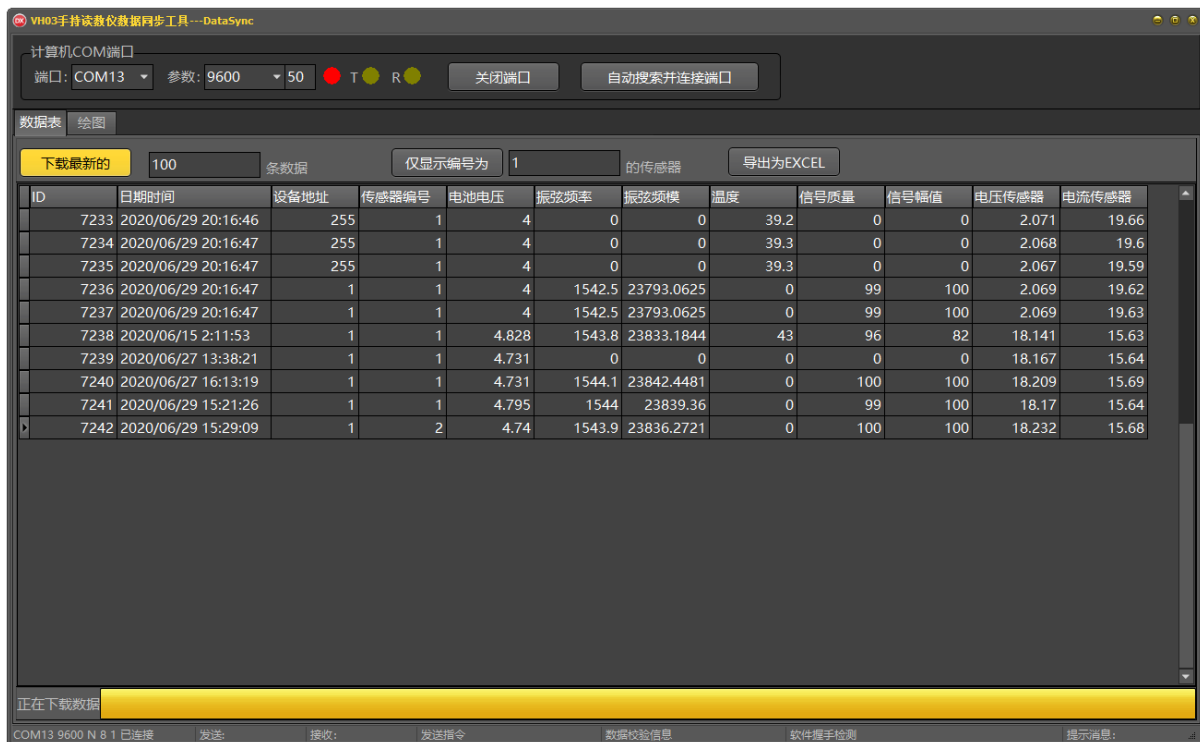 VH03手持读数仪数据同步工具---DataSync
计算机COM端口
端口: COM13 参数: 9600 50 T R 关闭端口 自动搜索并连接端口
数据表 绘图
下载最新的 100 条数据 仅显示编号为 1 的传感器 导出为EXCEL
ID 日期时间 设备地址 传感器编号 电池电压 振弦频率 振弦频模 温度 信号质量 信号幅值 电压传感器 电流传感器
7233 2020/06/29 20:16:46 255 1 4 0 0 39.2 0 0 2.071 19.66
7234 2020/06/29 20:16:47 255 1 4 0 0 39.3 0 0 2.068 19.6
7235 2020/06/29 20:16:47 255 1 4 0 0 39.3 0 0 2.067 19.59
7236 2020/06/29 20:16:47 1 1 4 1542.5 23793.0625 0 99 100 2.069 19.62
7237 2020/06/29 20:16:47 1 1 4 1542.5 23793.0625 0 99 100 2.069 19.63
7238 2020/06/15 2:11:53 1 1 4.828 1543.8 23833.1844 43 96 82 18.141 15.63
7239 2020/06/27 13:38:21 1 1 4.731 0 0 0 0 0 18.167 15.64
7240 2020/06/27 16:13:19 1 1 4.731 1544.1 23842.4481 0 100 100 18.209 15.69
7241 2020/06/29 15:21:26 1 1 4.795 1544 23839.36 0 99 100 18.17 15.64
7242 2020/06/29 15:29:09 1 2 4.74 1543.9 23836.2721 0 100 100 18.232 15.68
正在下载数据
COM13 9600 N 8 1 已连接 发送: 接收: 发送指令 数据校验信息 软件握手检测 提示消息: